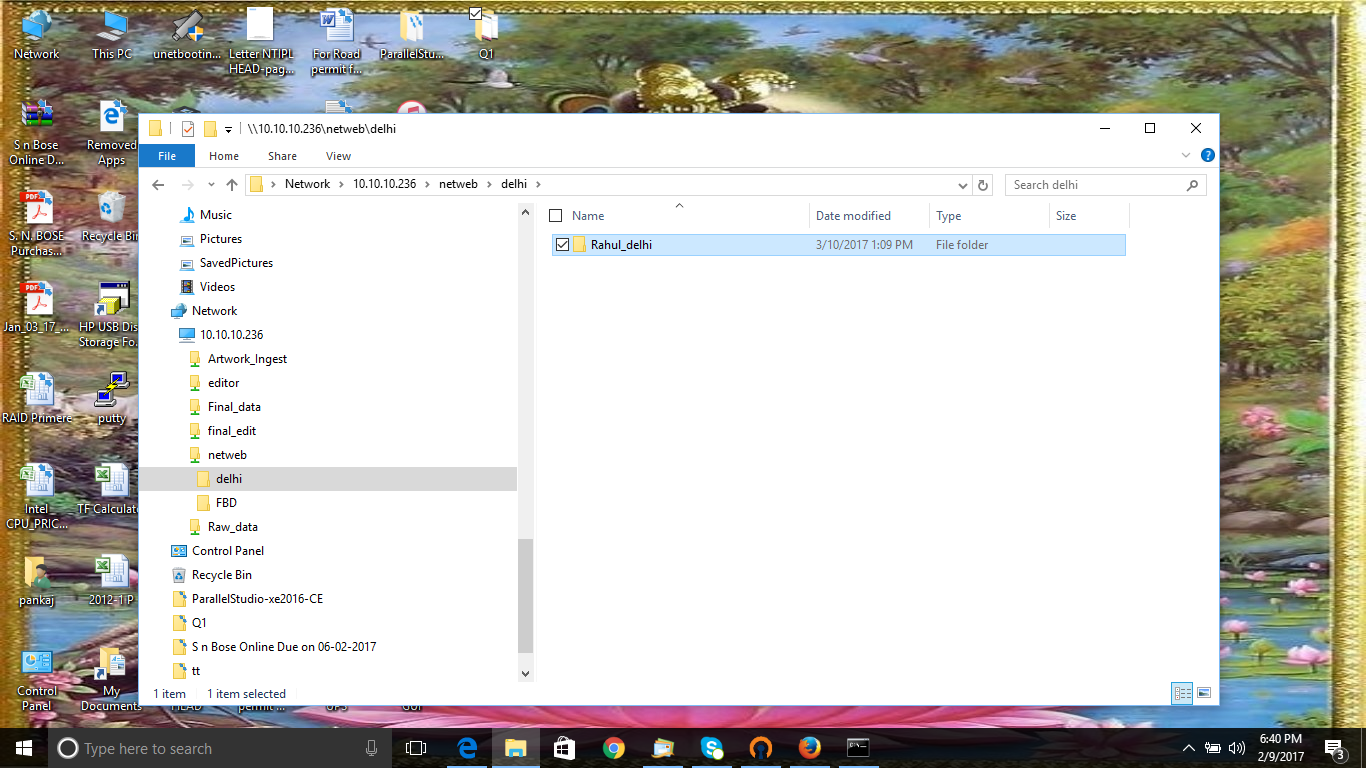 Network
This PC
unetbootin...
Letter NTIPL
HEAD-pag...
For Road
permit f...
ParallelStu...
Q1
S n Bose
Online D...
Removed
Apps
S. N. BOSE
Purchas...
Recycle Bin
Jan_03_17_...
HP USB Dis
Storage Fo...
RAID Primere
putty
Intel
CPU_PRIC...
TF Calculat
pankaj
2012-1 P
Control
Panel
My
Documents
\\10.10.10.236\netweb\delhi
File
Home
Share
View
Network
10.10.10.236
netweb
delhi
Search delhi
Music
Pictures
SavedPictures
Videos
Network
10.10.10.236
Artwork_Ingest
editor
Final_data
final_edit
netweb
delhi
FBD
Raw_data
Control Panel
Recycle Bin
ParallelStudio-xe2016-CE
Q1
S n Bose Online Due on 06-02-2017
tt
Name
Date modified
Type
Size
Rahul_delhi
3/10/2017 1:09 PM
File folder
1 item
1 item selected
Type here to search
6:40 PM
2/9/2017
3